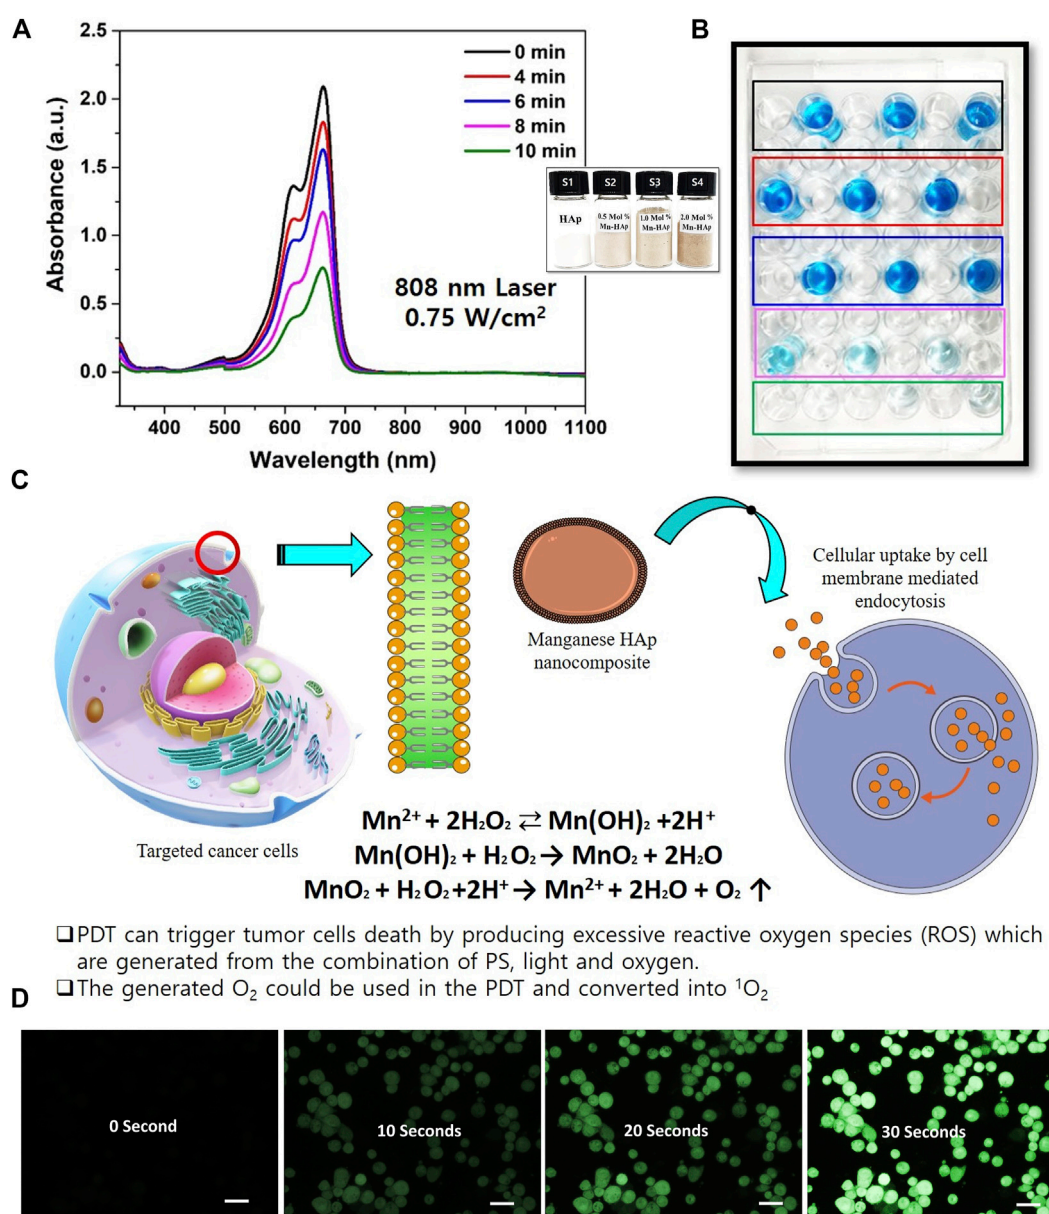 A
B
2.5
2.0
1.5
1.0
0.5
0.0
Absorbance (a.u.)
0 min
4 min
6 min
8 min
10 min
808 nm Laser
0.75 W/cm²
400 500 600 700 800 900 1000 1100
Wavelength (nm)
S1 S2 S3 S4
HAp
0.5 Mol %
Mn-HAp
1.0 Mol %
Mn-HAp
2.0 Mol %
Mn-HAp
C
Targeted cancer cells
Manganese HAp
nanocomposite
Cellular uptake by cell
membrane mediated
endocytosis
Mn²⁺ + 2H₂O₂ ⇄ Mn(OH)₂ +2H⁺
Mn(OH)₂ + H₂O₂ → MnO₂ + 2H₂O
MnO₂ + H₂O₂ +2H⁺ → Mn²⁺ + 2H₂O + O₂ ↑
❑PDT can trigger tumor cells death by producing excessive reactive oxygen species (ROS) which
are generated from the combination of PS, light and oxygen.
❑The generated O₂ could be used in the PDT and converted into ¹O₂
D
0 Second
10 Seconds
20 Seconds
30 Seconds